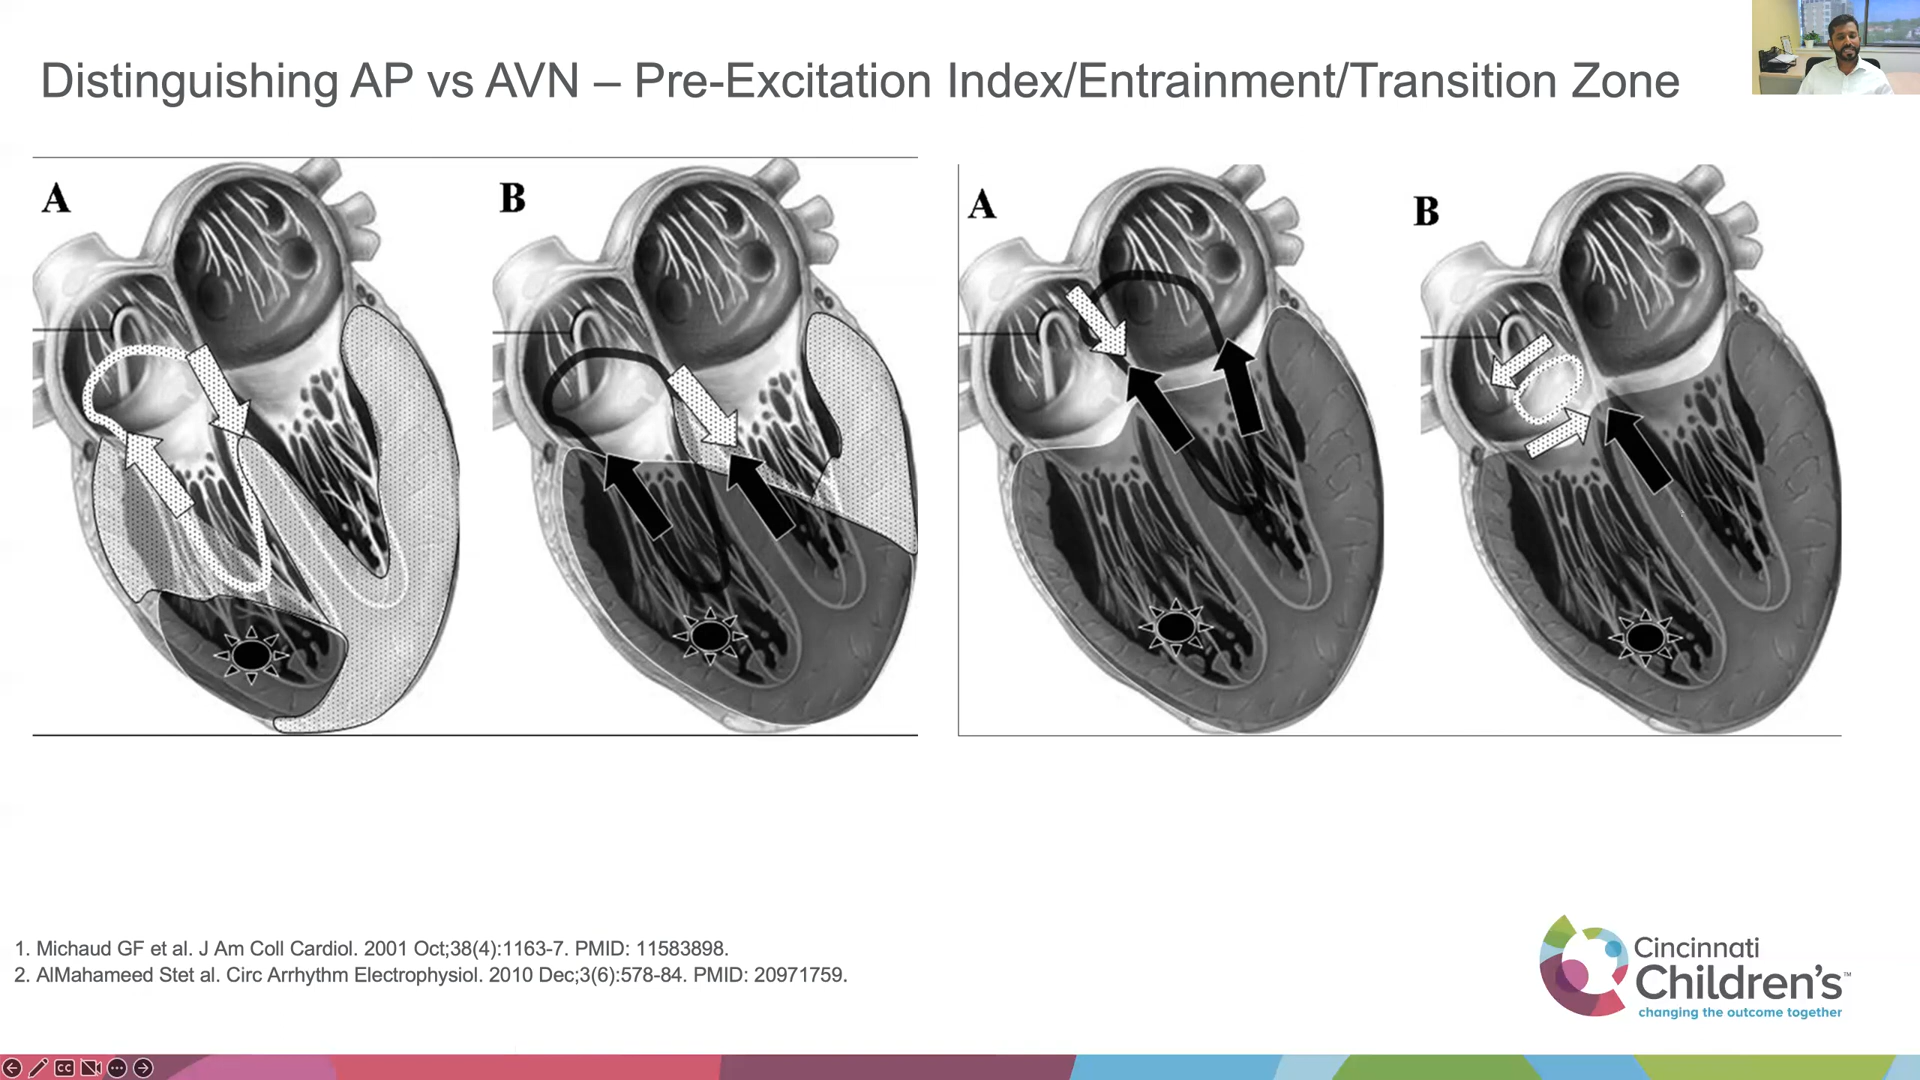 Distinguishing AP vs AVN – Pre-Excitation Index/Entrainment/Transition Zone
A
B
A
B
1. Michaud GF et al. J Am Coll Cardiol. 2001 Oct;38(4):1163-7. PMID: 11583898.
2. AlMahameed Stet al. Circ Arrhythm Electrophysiol. 2010 Dec;3(6):578-84. PMID: 20971759.
Cincinnati
Children's™
changing the outcome together
CC